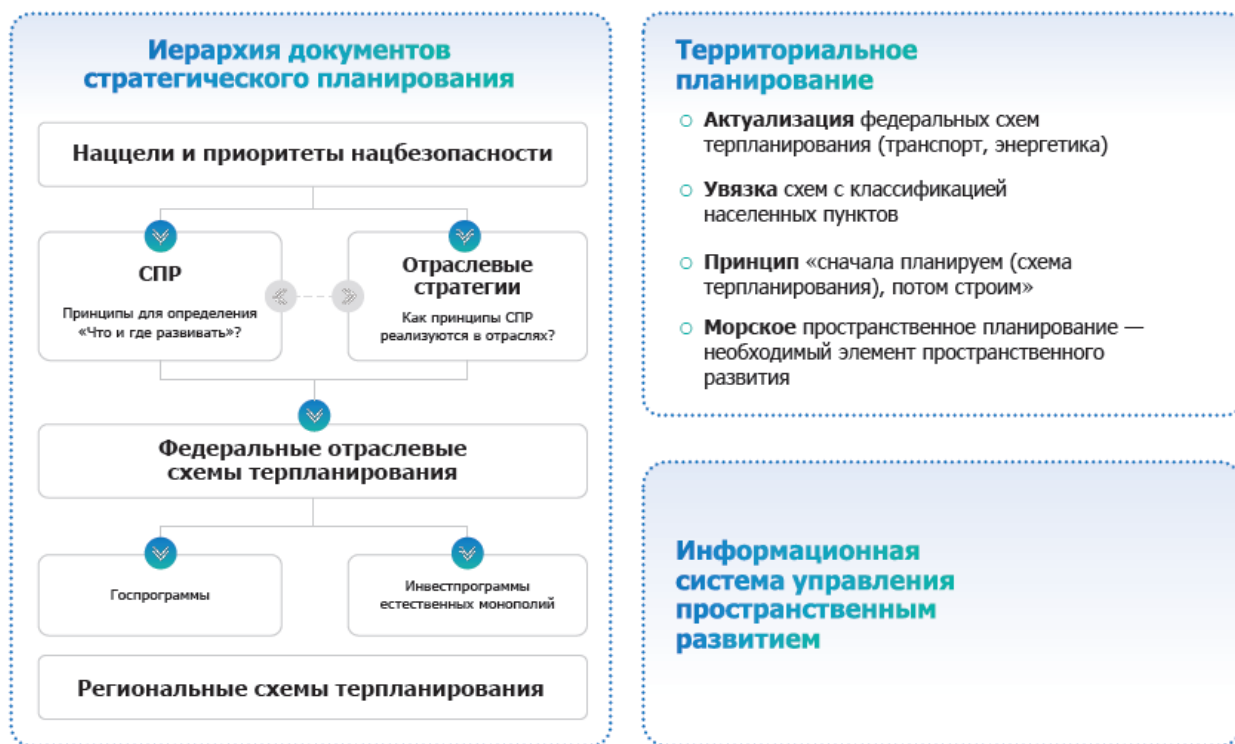 Иерархия документов
стратегического планирования
Наццели и приоритеты нацбезопасности
СПР
Принципы для определения
«Что и где развивать»?
Отраслевые
стратегии
Как принципы СПР
реализуются в отраслях?
Федеральные отраслевые
схемы терпланирования
Госпрограммы
Инвестпрограммы
естественных монополий
Региональные схемы терпланирования
Территориальное
планирование
Актуализация федеральных схем
терпланирования (транспорт, энергетика)
Увязка схем с классификацией
населенных пунктов
Принцип «сначала планируем (схема
терпланирования), потом строим»
Морское пространственное планирование —
необходимый элемент пространственного
развития
Информационная
система управления
пространственным
развитием